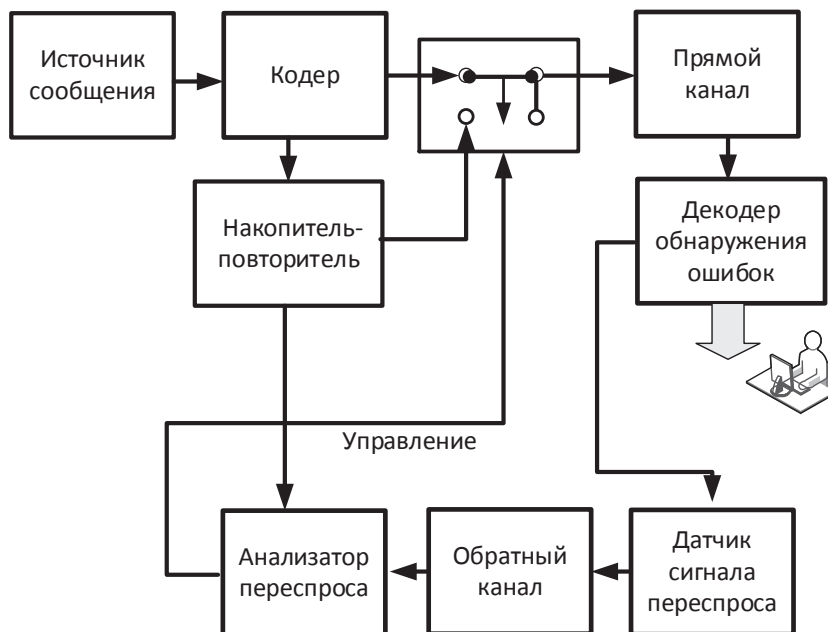 Источник
сообщения
Кодер
Прямой
канал
Накопитель-
повторитель
Декодер
обнаружения
ошибок
Управление
Анализатор
переспроса
Обратный
канал
Датчик
сигнала
переспроса